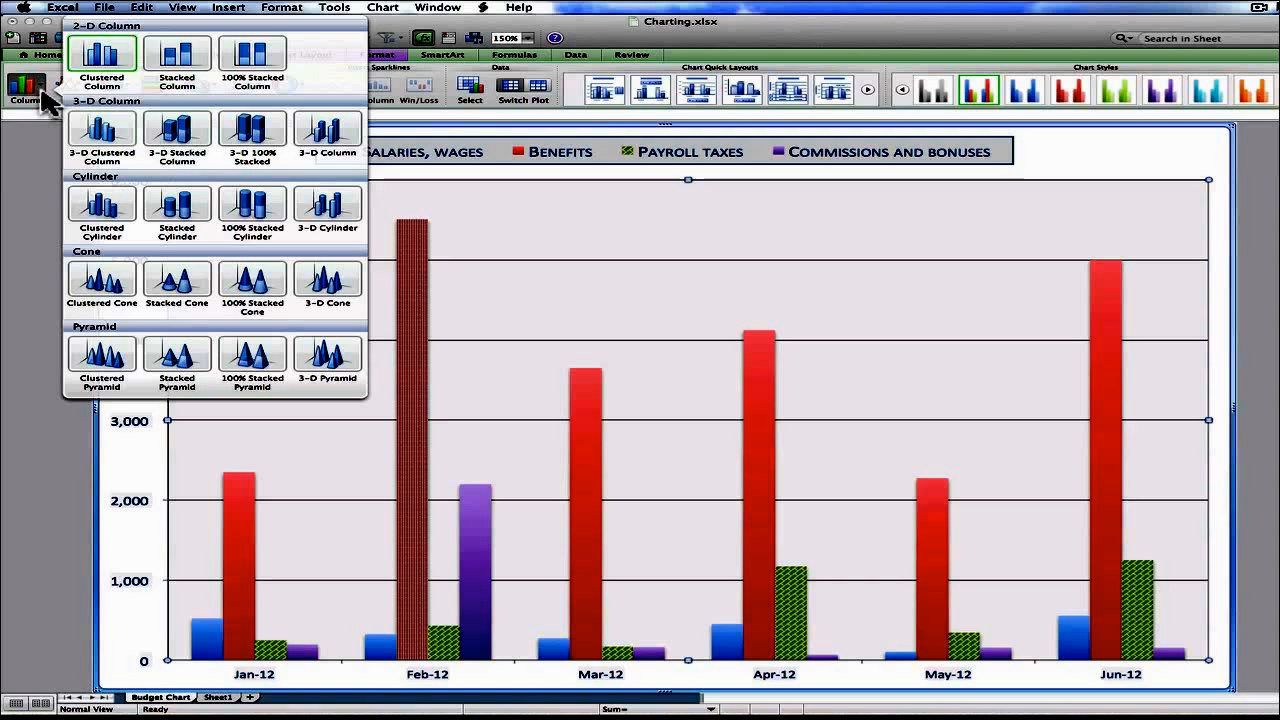 Excel File Edit View Insert Format Tools Chart Window Help
Charting.xlsx
150%
Search in Sheet
Home
SmartArt Formulas Data Review
Chart Quick Layouts Chart Styles
Win/Loss Select Switch Plot
2-D Column
Clustered Column
Stacked Column
100% Stacked Column
3-D Column
3-D Clustered Column
3-D Stacked Column
3-D 100% Stacked
3-D Column
Cylinder
Clustered Cylinder
Stacked Cylinder
100% Stacked Cylinder
3-D Cylinder
Cone
Clustered Cone
Stacked Cone
100% Stacked Cone
3-D Cone
Pyramid
Clustered Pyramid
Stacked Pyramid
100% Stacked Pyramid
3-D Pyramid
SALARIES, WAGES BENEFITS PAYROLL TAXES COMMISSIONS AND BONUSES
3,000
2,000
1,000
0
Jan-12 Feb-12 Mar-12 Apr-12 May-12 Jun-12
Budget Chart Sheet1
Normal View Ready Sum=